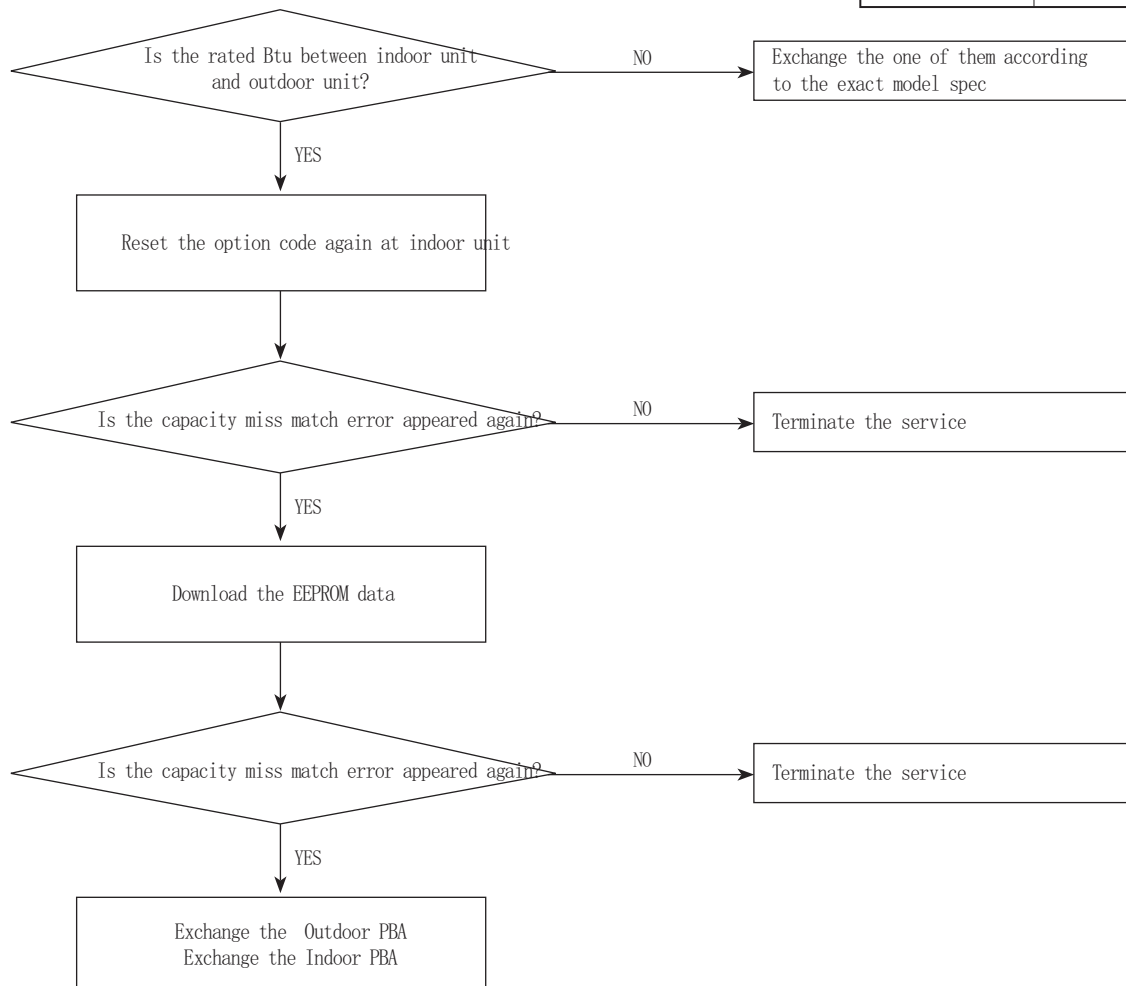 Is the rated Btu between indoor unit
and outdoor unit?
NO
Exchange the one of them according
to the exact model spec
YES
Reset the option code again at indoor unit
Is the capacity miss match error appeared again?
NO
Terminate the service
YES
Download the EEPROM data
Is the capacity miss match error appeared again?
NO
Terminate the service
YES
Exchange the Outdoor PBA
Exchange the Indoor PBA